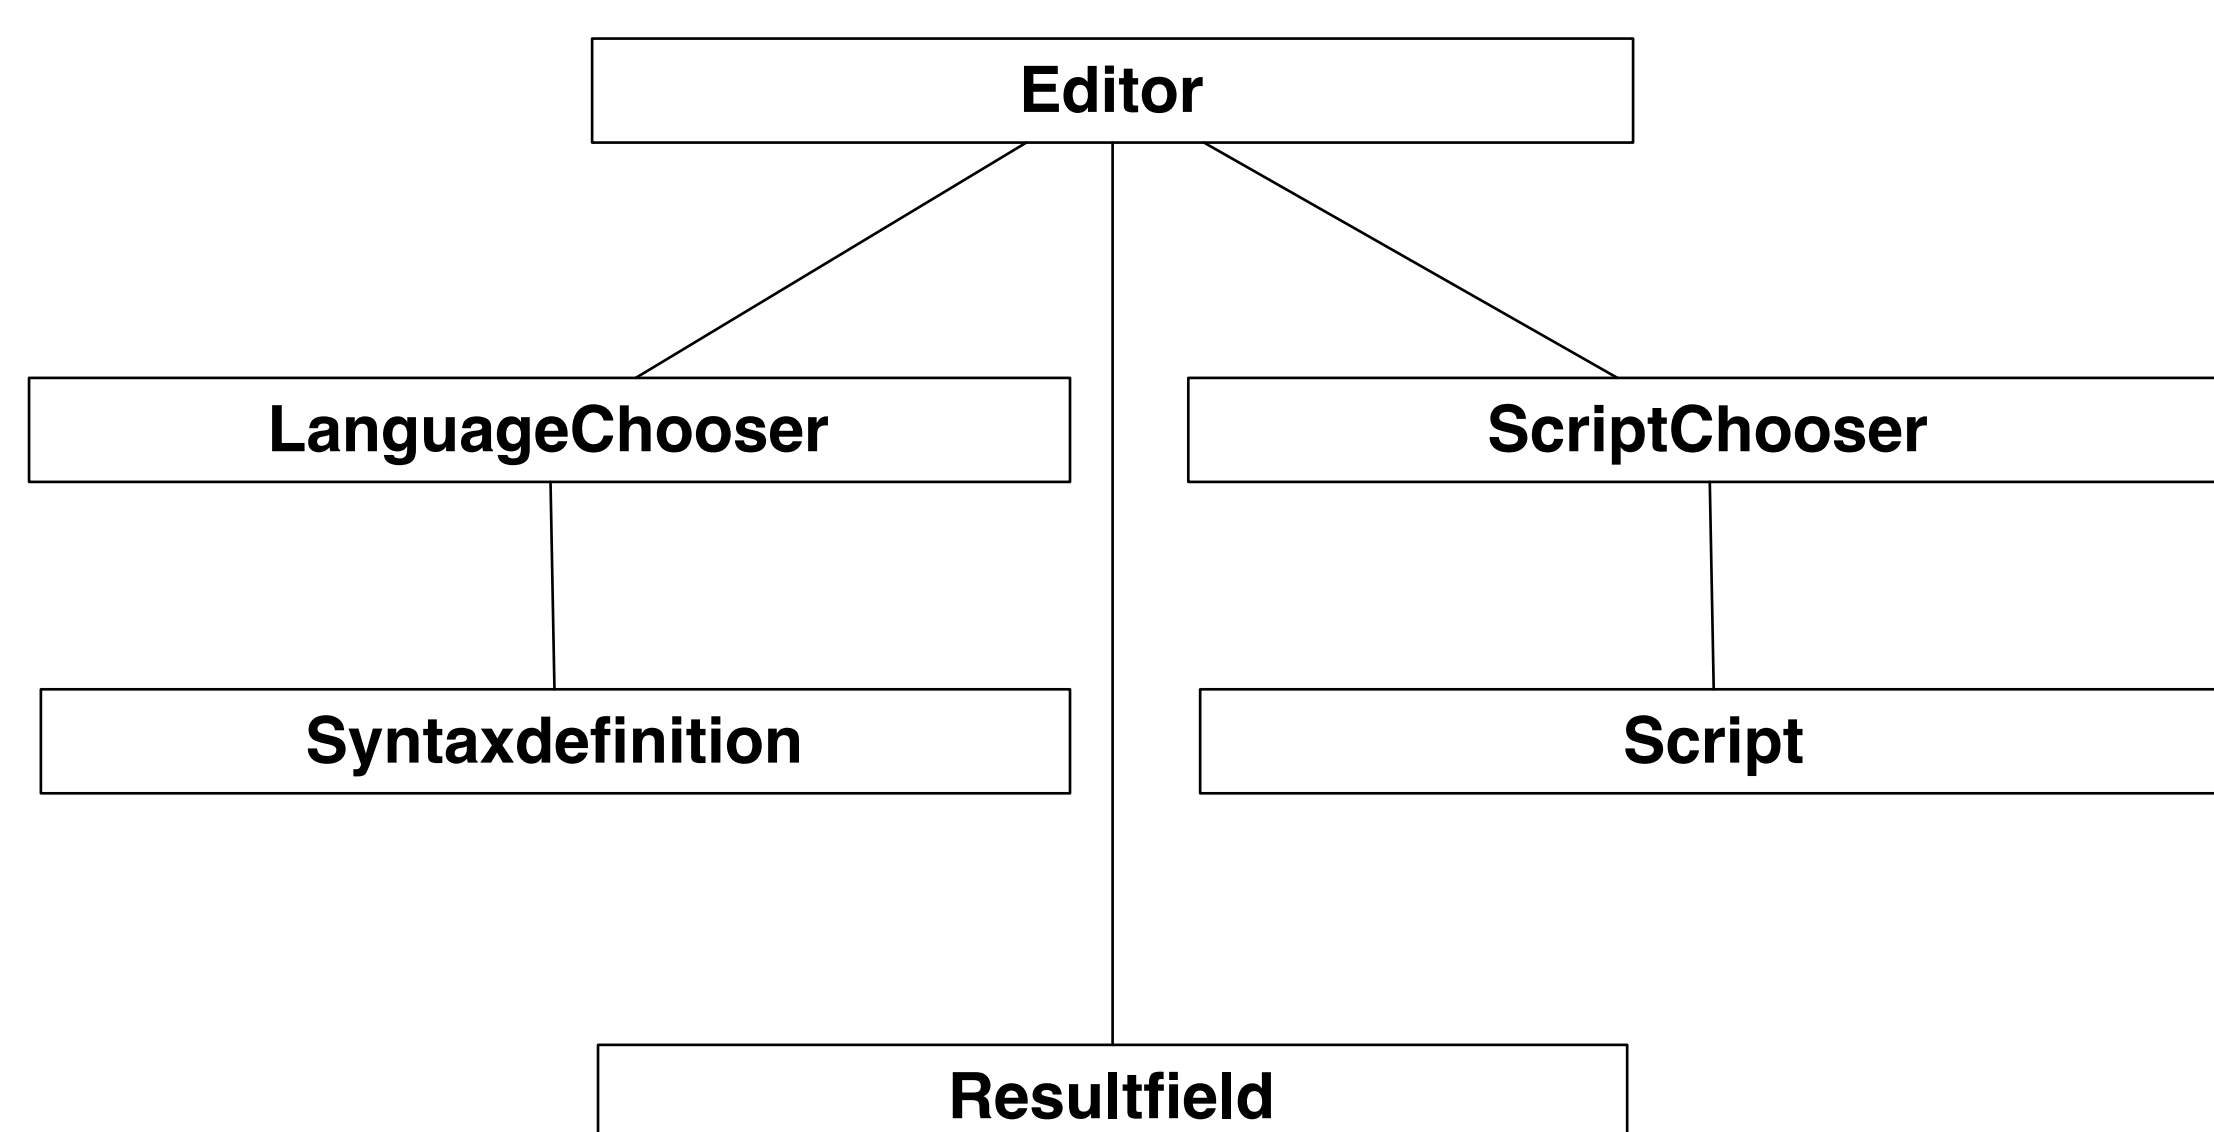 Editor
LanguageChooser
ScriptChooser
Syntaxdefinition
Script
Resultfield